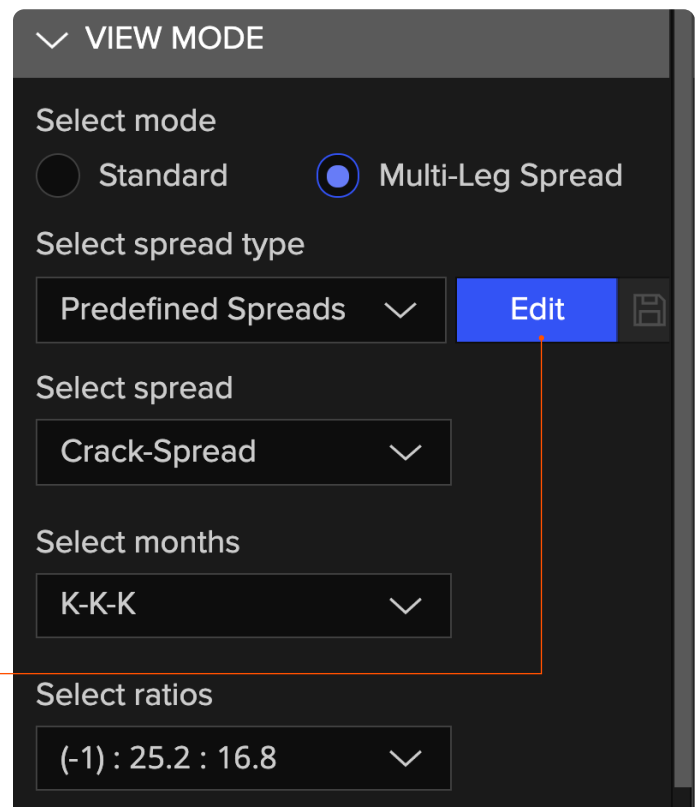 VIEW MODE
Select mode
Standard Multi-Leg Spread
Select spread type
Predefined Spreads Edit
Select spread
Crack-Spread
Select months
K-K-K
Select ratios
(-1) : 25.2 : 16.8